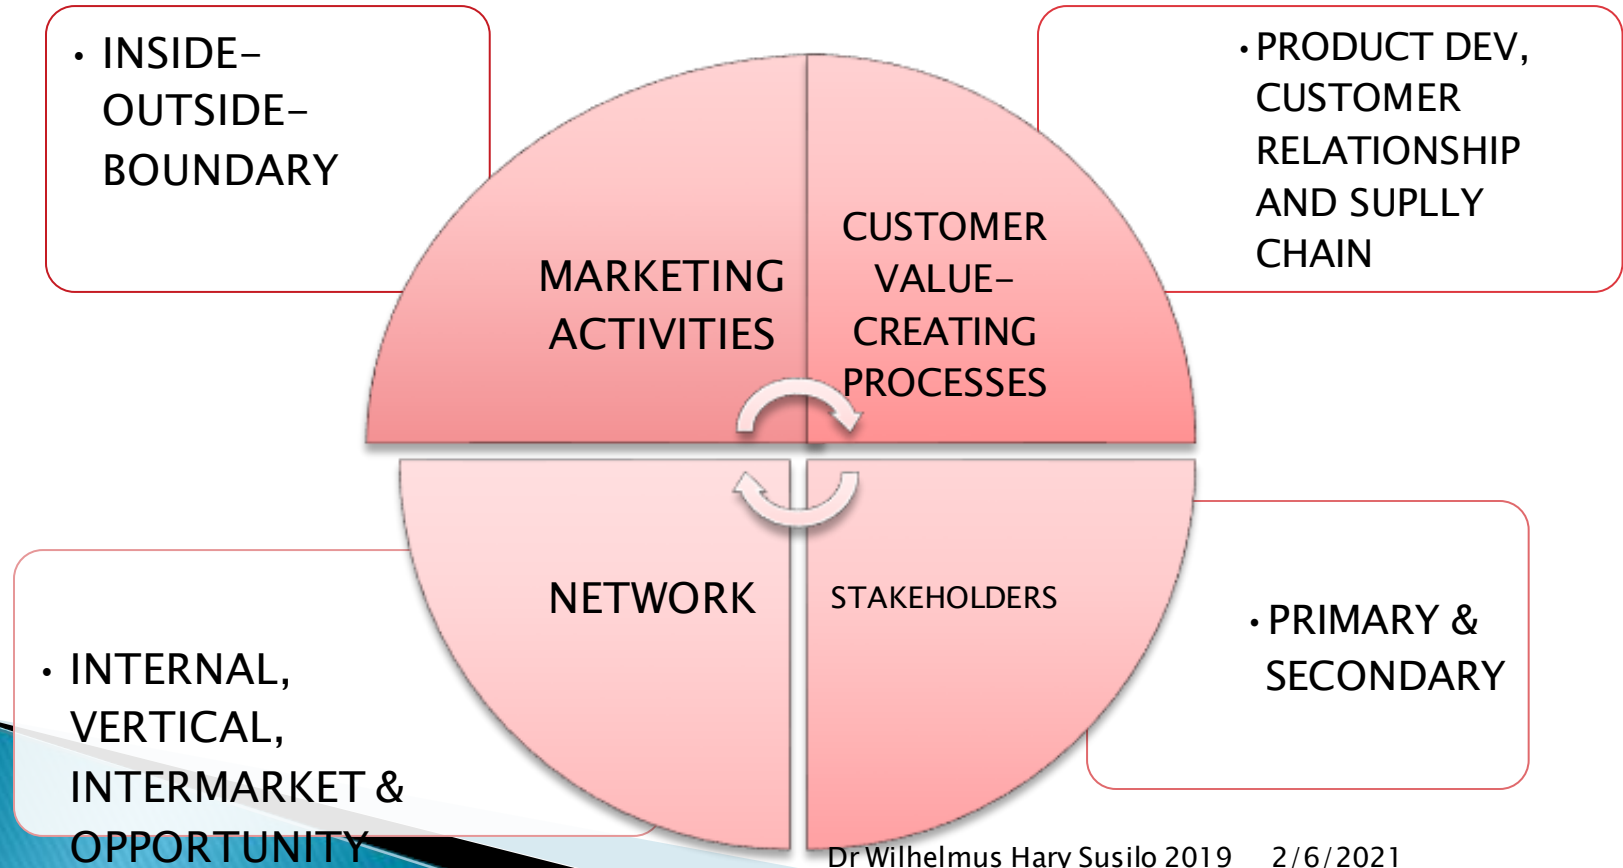 • INSIDE–
OUTSIDE–
BOUNDARY
• PRODUCT DEV,
CUSTOMER
RELATIONSHIP
AND SUPLLY
CHAIN
MARKETING
ACTIVITIES
CUSTOMER
VALUE–
CREATING
PROCESSES
NETWORK
STAKEHOLDERS
• INTERNAL,
VERTICAL,
INTERMARKET &
OPPORTUNITY
• PRIMARY &
SECONDARY
Dr Wilhelmus Hary Susilo 2019 2/6/2021